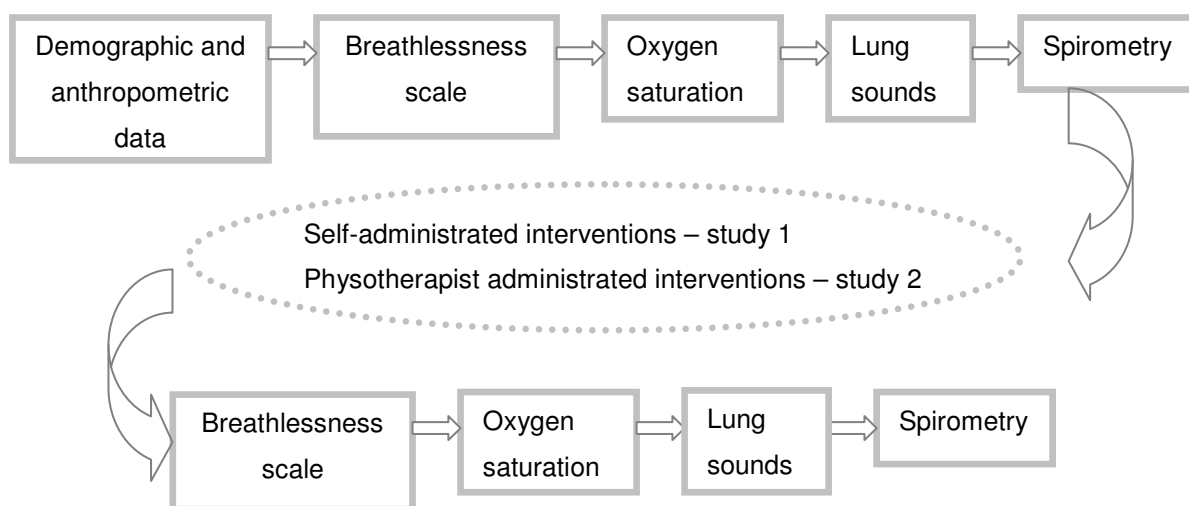 Demographic and
anthropometric
data
Breathlessness
scale
Oxygen
saturation
Lung
sounds
Spirometry
Self-administrated interventions – study 1
Physotherapist administrated interventions – study 2
Breathlessness
scale
Oxygen
saturation
Lung
sounds
Spirometry